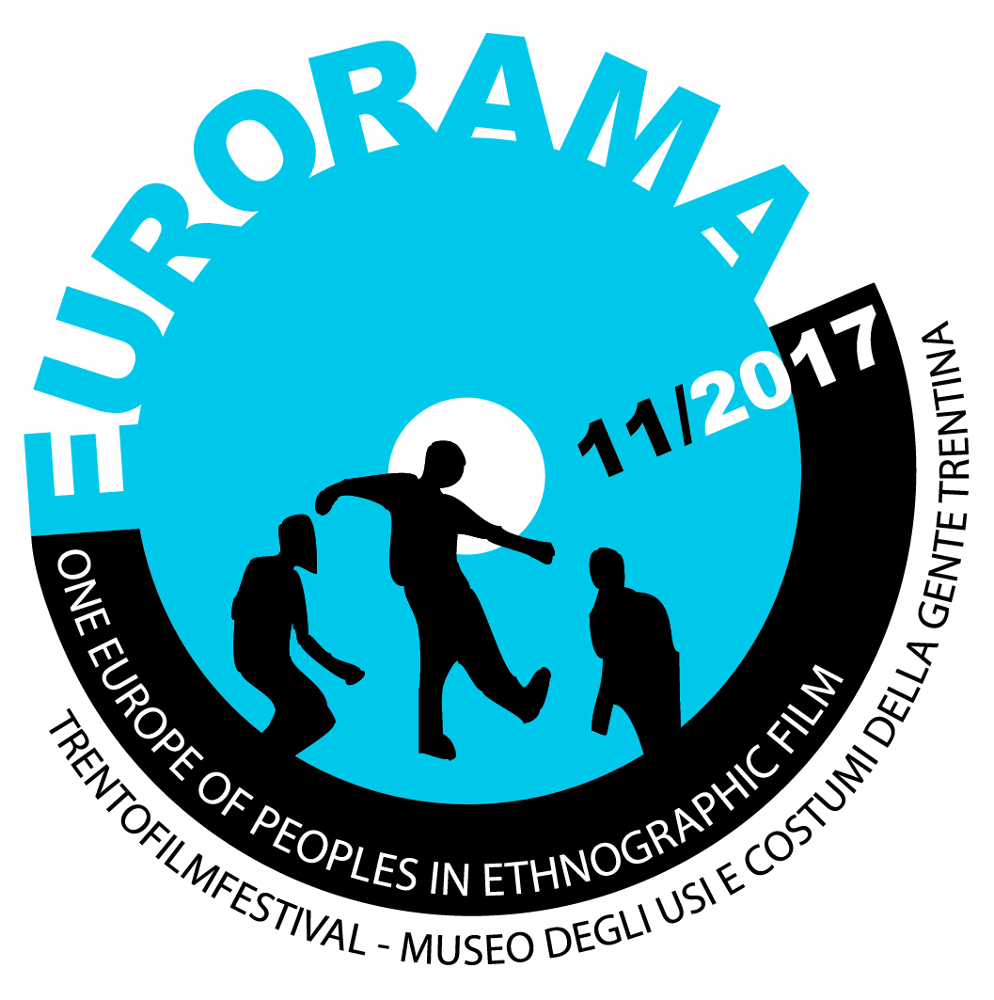 EURORAMA
11/2017
ONE EUROPE OF PEOPLES IN ETHNOGRAPHIC FILM
TRENTOFILMFESTIVAL - MUSEO DEGLI USI E COSTUMI DELLA GENTE TRENTINA